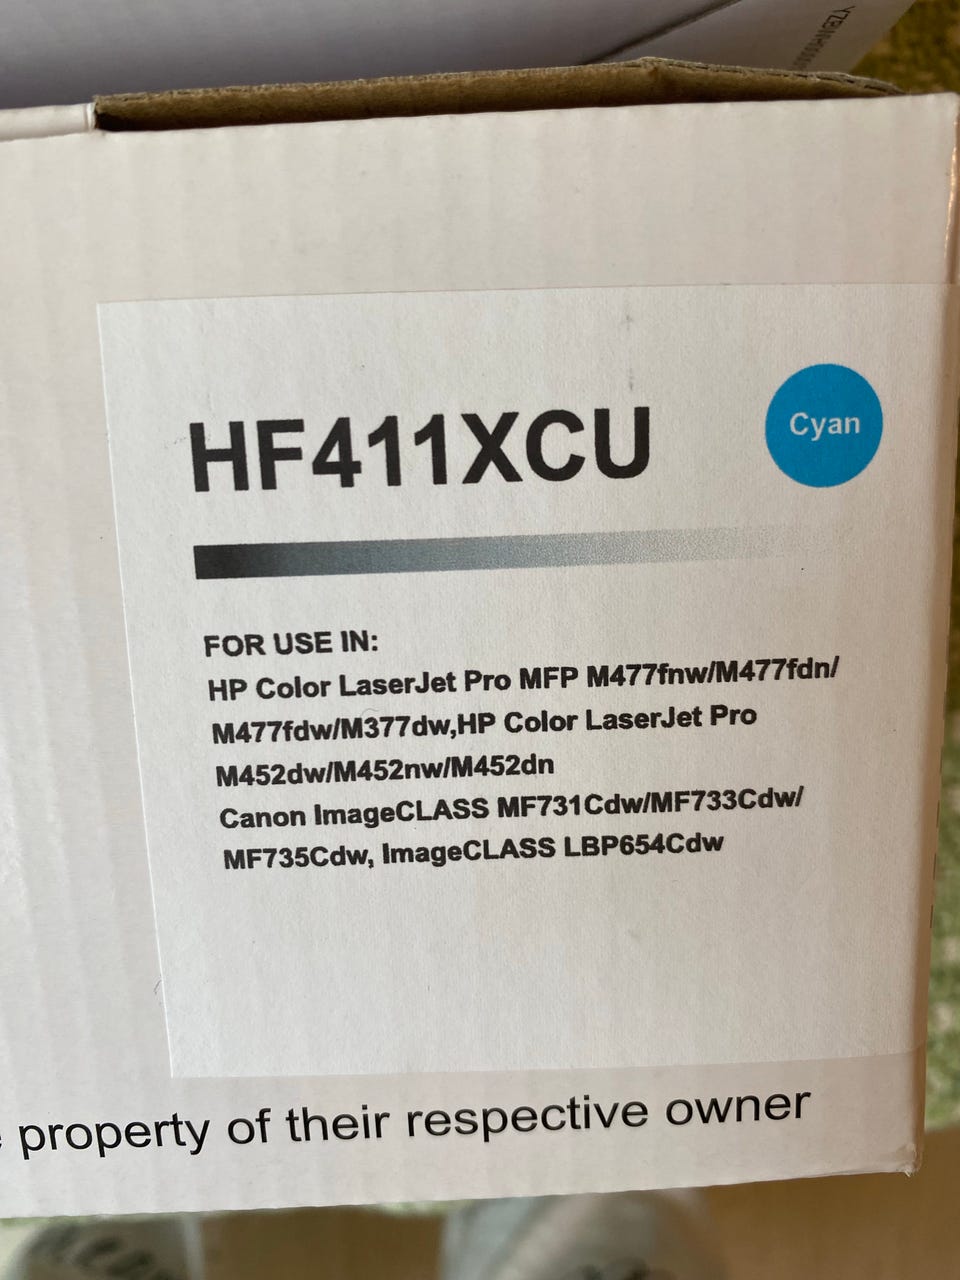 HF411XCU
Cyan
FOR USE IN:
HP Color LaserJet Pro MFP M477fnw/M477fdn/
M477fdw/M377dw,HP Color LaserJet Pro
M452dw/M452nw/M452dn
Canon ImageCLASS MF731Cdw/MF733Cdw/
MF735Cdw, ImageCLASS LBP654Cdw
property of their respective owner